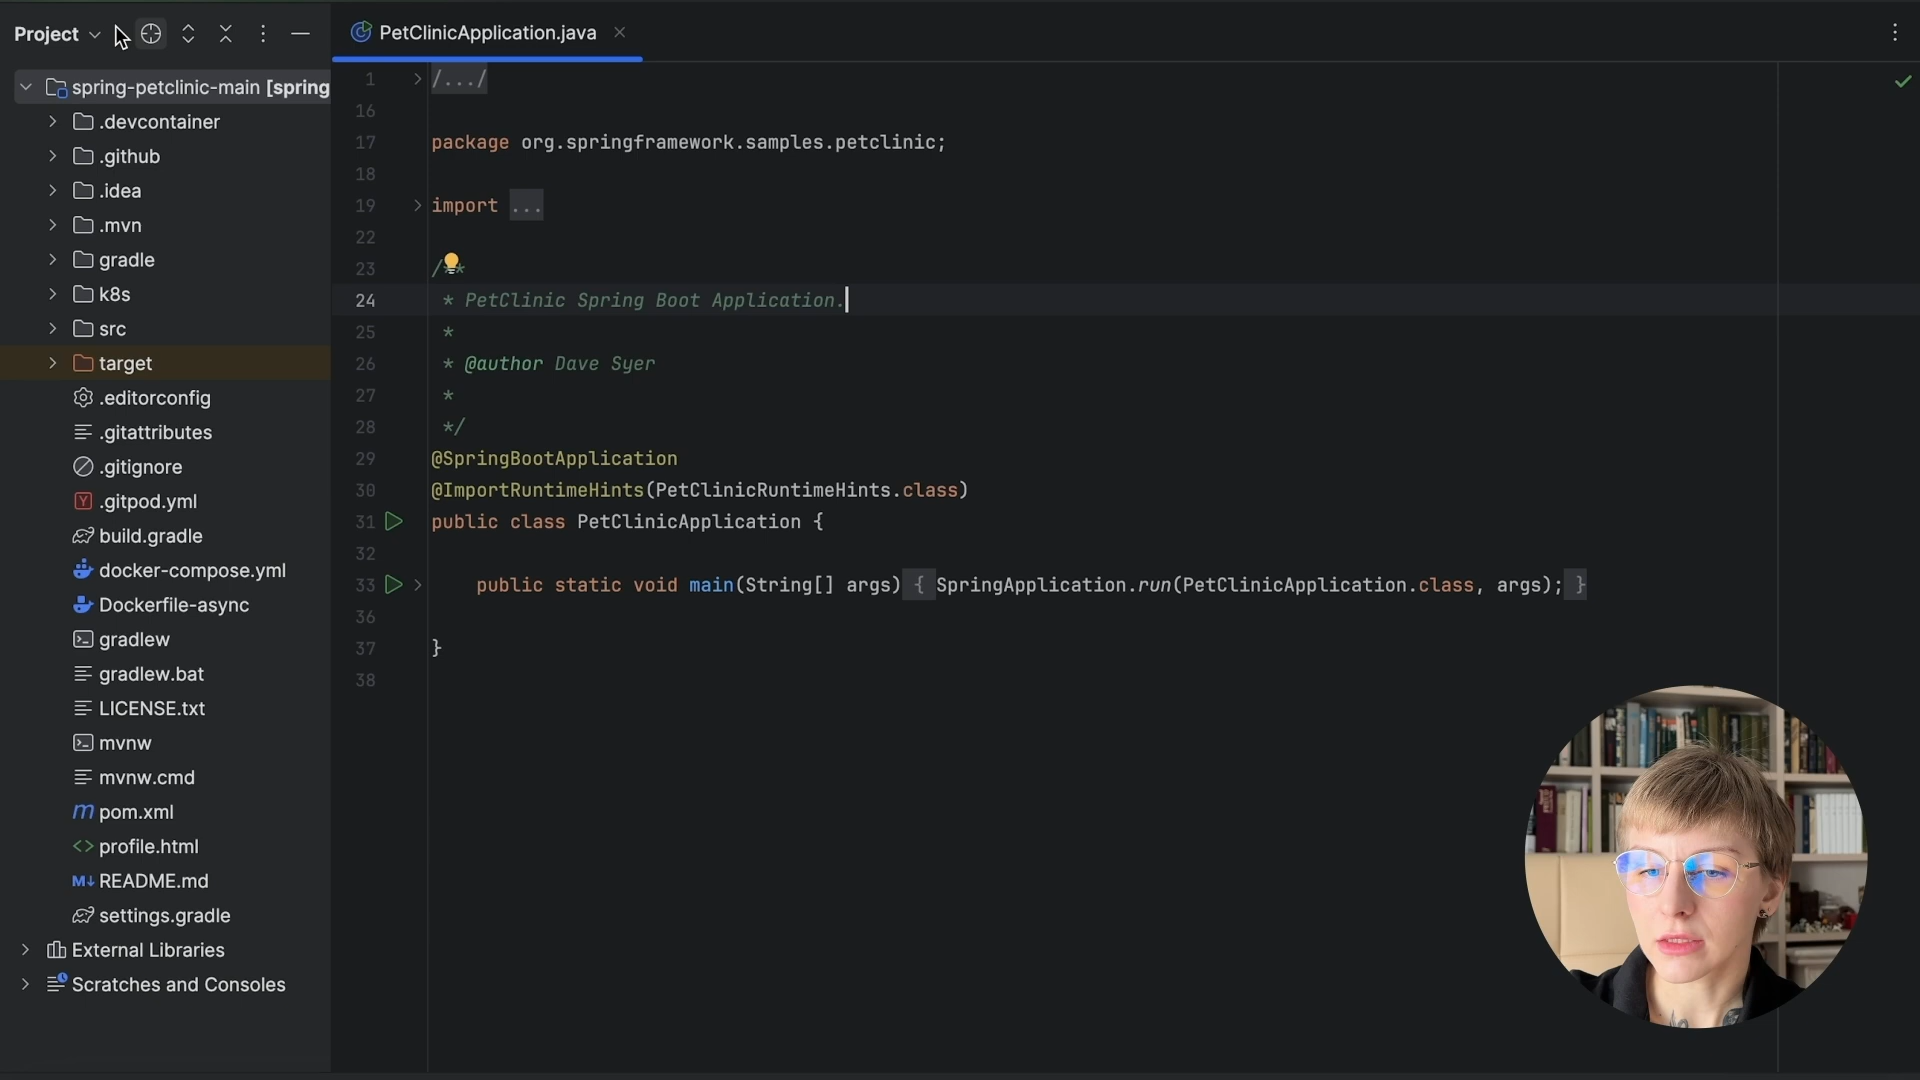 Project
spring-petclinic-main [spring
.devcontainer
.github
.idea
.mvn
gradle
k8s
src
target
.editorconfig
.gitattributes
.gitignore
.gitpod.yml
build.gradle
docker-compose.yml
Dockerfile-async
gradlew
gradlew.bat
LICENSE.txt
mvnw
mvnw.cmd
pom.xml
profile.html
README.md
settings.gradle
External Libraries
Scratches and Consoles
PetClinicApplication.java
1 /.../
16
17 package org.springframework.samples.petclinic;
18
19 import ...
22
23 /**
24 * PetClinic Spring Boot Application.
25 *
26 * @author Dave Syer
27 *
28 */
29 @SpringBootApplication
30 @ImportRuntimeHints(PetClinicRuntimeHints.class)
31 public class PetClinicApplication {
32
33 public static void main(String[] args) { SpringApplication.run(PetClinicApplication.class, args); }
36
37 }
38